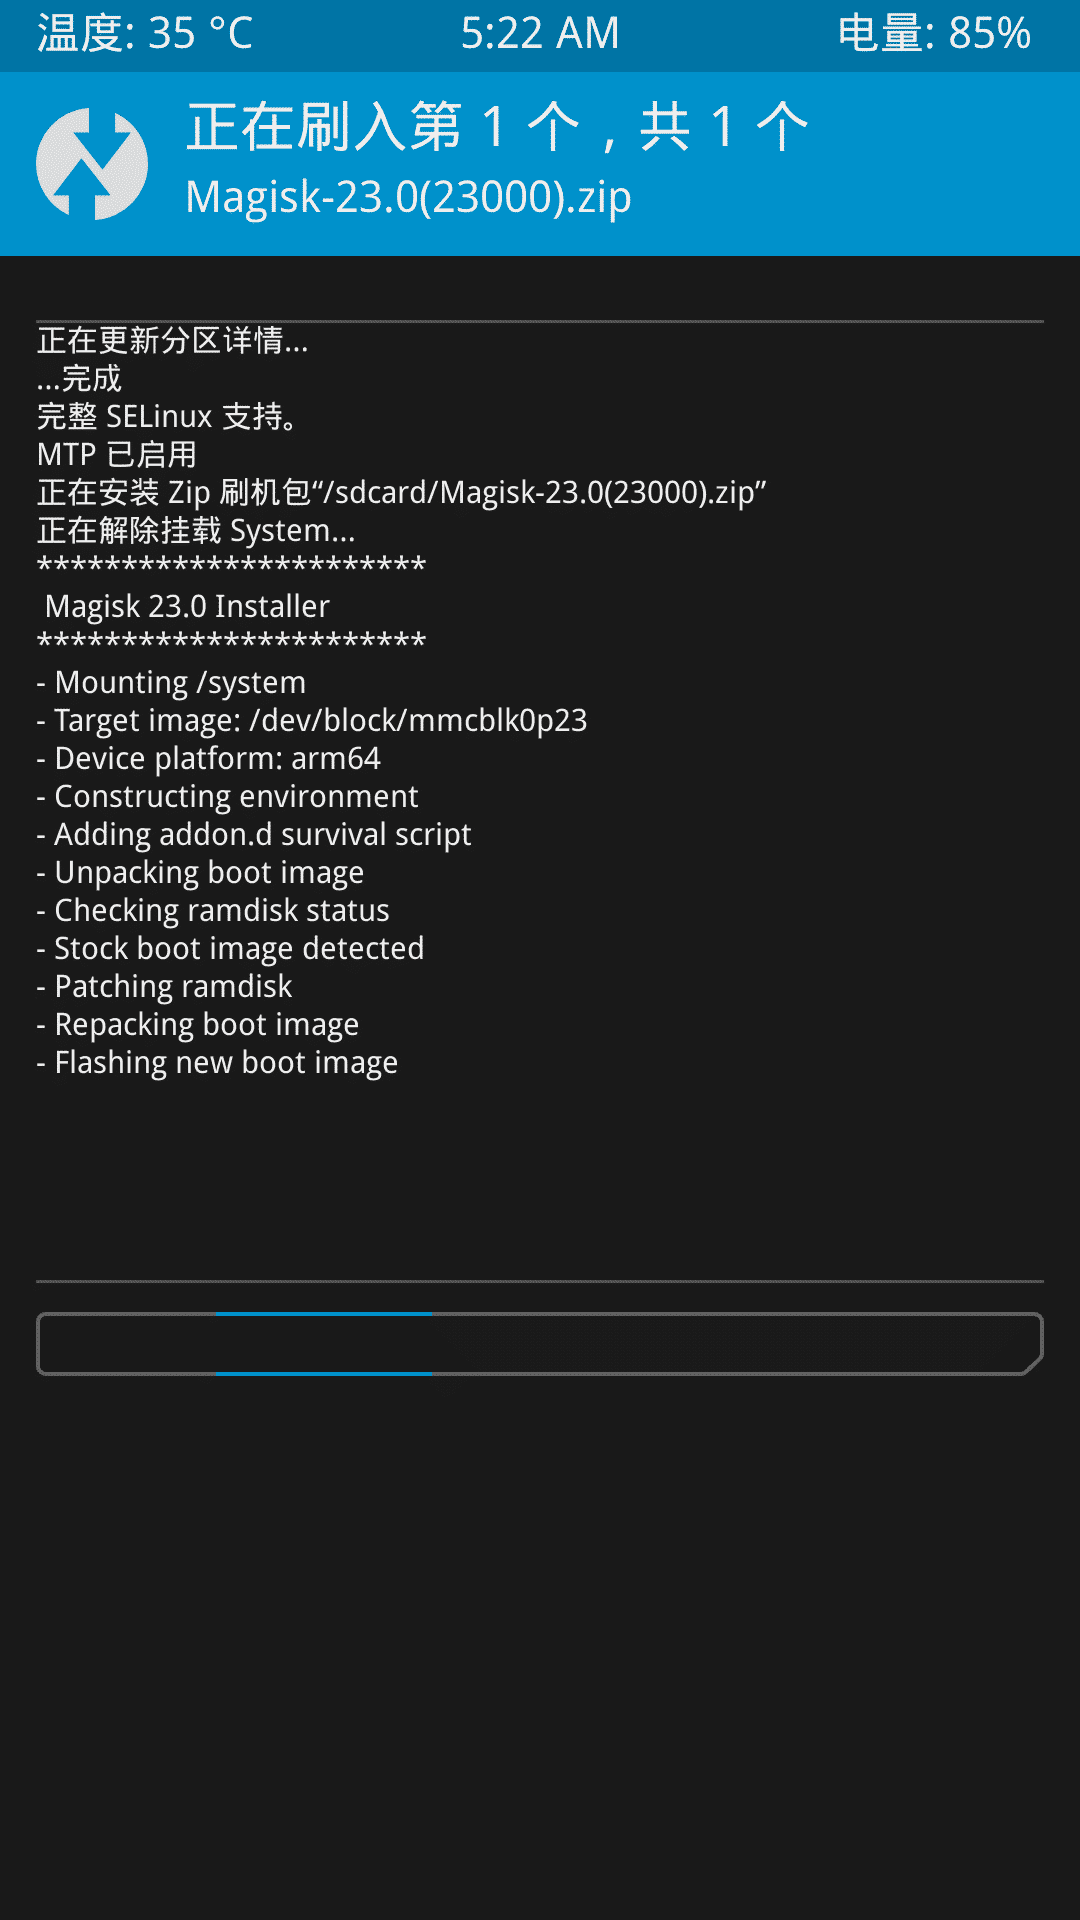 温度: 35 °C
5:22 AM
电量: 85%
正在刷入第 1 个，共 1 个
Magisk-23.0(23000).zip
正在更新分区详情...
...完成
完整 SELinux 支持。
MTP 已启用
正在安装 Zip 刷机包“/sdcard/Magisk-23.0(23000).zip”
正在解除挂载 System...
***********************
 Magisk 23.0 Installer
***********************
- Mounting /system
- Target image: /dev/block/mmcblk0p23
- Device platform: arm64
- Constructing environment
- Adding addon.d survival script
- Unpacking boot image
- Checking ramdisk status
- Stock boot image detected
- Patching ramdisk
- Repacking boot image
- Flashing new boot image